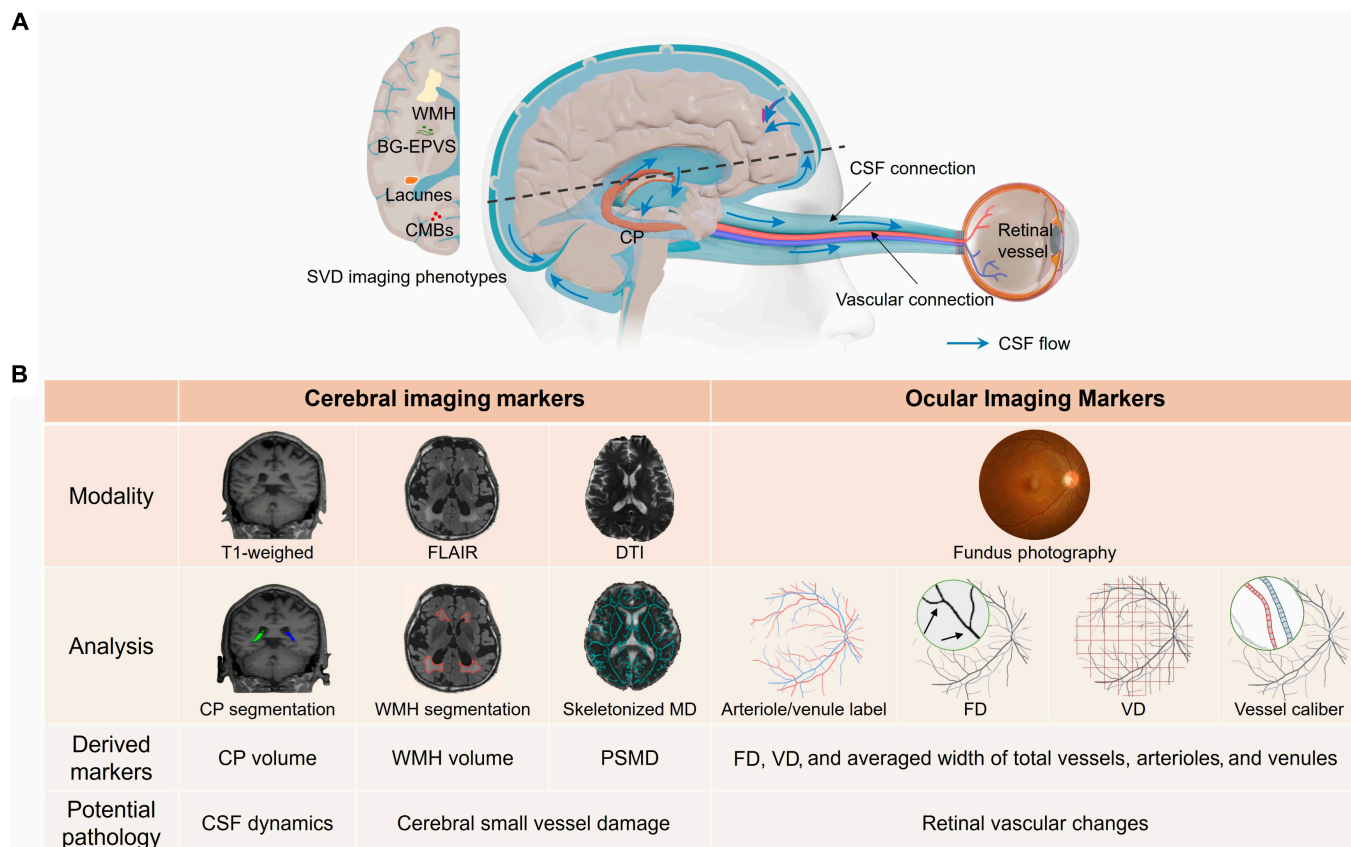 A
WMH
BG-EPVS
Lacunes
CMBs
SVD imaging phenotypes
CP
CSF connection
Retinal
vessel
Vascular connection
CSF flow
B
Cerebral imaging markers
Ocular Imaging Markers
Modality
T1-weighed
FLAIR
DTI
Fundus photography
Analysis
CP segmentation
WMH segmentation
Skeletonized MD
Arteriole/venule label
FD
VD
Vessel caliber
Derived
markers
CP volume
WMH volume
PSMD
FD, VD, and averaged width of total vessels, arterioles, and venules
Potential
pathology
CSF dynamics
Cerebral small vessel damage
Retinal vascular changes